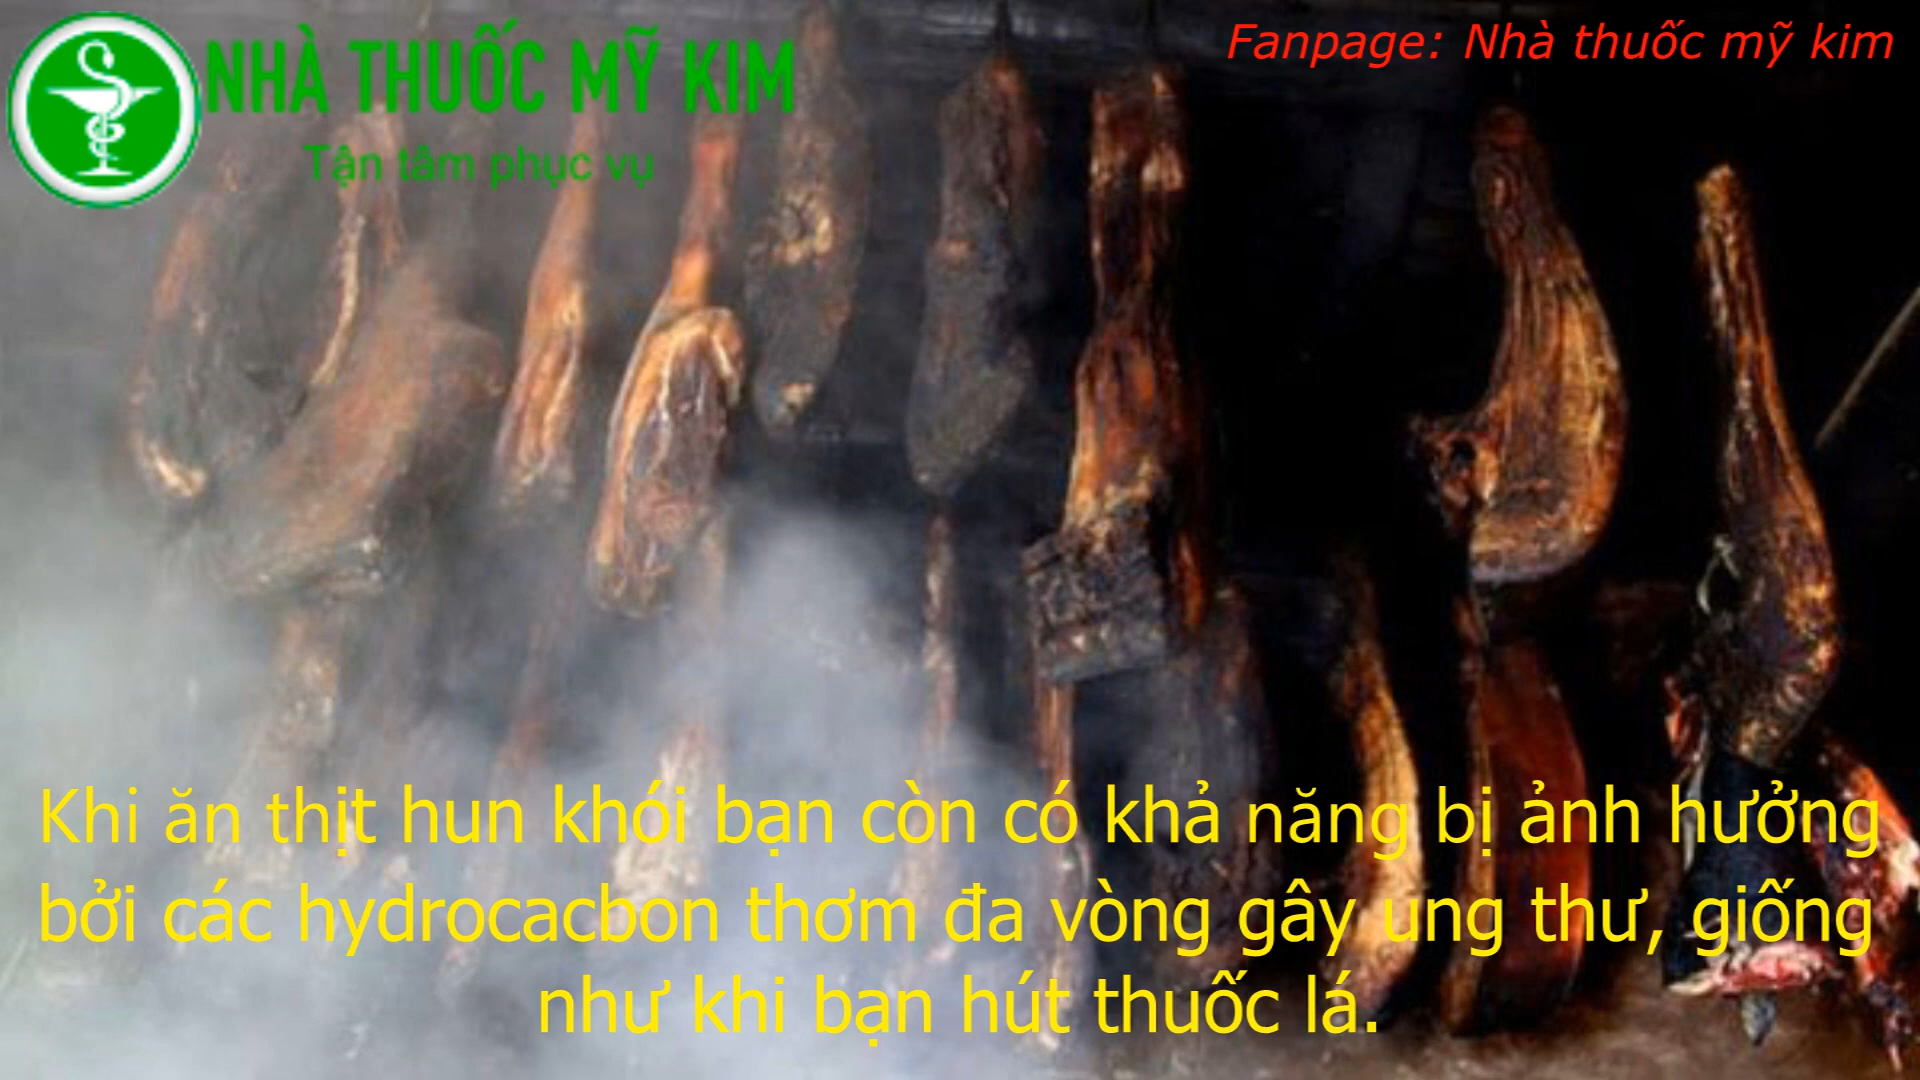 NHÀ THUỐC MỸ KIM
Tận tâm phục vụ
Fanpage: Nhà thuốc mỹ kim
Khi ăn thịt hun khói bạn còn có khả năng bị ảnh hưởng
bởi các hydrocacbon thơm đa vòng gây ung thư, giống
như khi bạn hút thuốc lá.